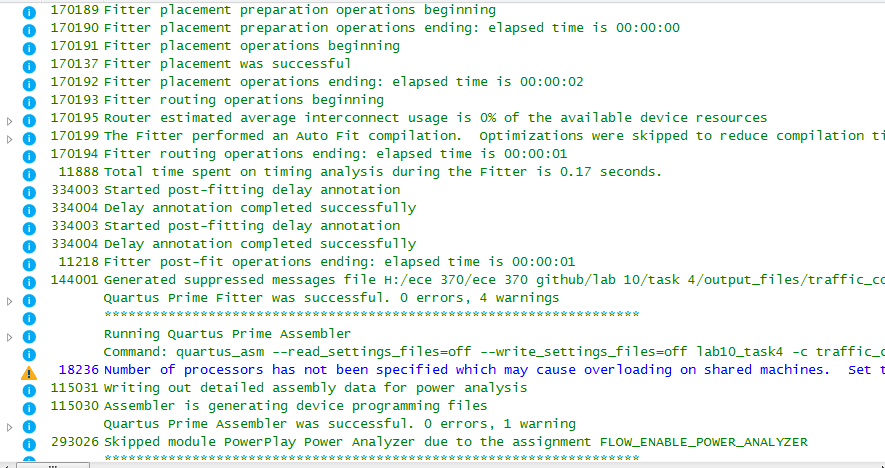 170189 Fitter placement preparation operations beginning
170190 Fitter placement preparation operations ending: elapsed time is 00:00:00
170191 Fitter placement operations beginning
170137 Fitter placement was successful
170192 Fitter placement operations ending: elapsed time is 00:00:02
170193 Fitter routing operations beginning
170195 Router estimated average interconnect usage is 0% of the available device resources
170199 The Fitter performed an Auto Fit compilation.  Optimizations were skipped to reduce compilation ti
170194 Fitter routing operations ending: elapsed time is 00:00:01
11888 Total time spent on timing analysis during the Fitter is 0.17 seconds.
334003 Started post-fitting delay annotation
334004 Delay annotation completed successfully
334003 Started post-fitting delay annotation
334004 Delay annotation completed successfully
11218 Fitter post-fit operations ending: elapsed time is 00:00:01
144001 Generated suppressed messages file H:/ece 370/ece 370 github/lab 10/task 4/output_files/traffic_co
Quartus Prime Fitter was successful. 0 errors, 4 warnings
*******************************************************************
Running Quartus Prime Assembler
Command: quartus_asm --read_settings_files=off --write_settings_files=off lab10_task4 -c traffic_c
18236 Number of processors has not been specified which may cause overloading on shared machines.  Set t
115031 Writing out detailed assembly data for power analysis
115030 Assembler is generating device programming files
Quartus Prime Assembler was successful. 0 errors, 1 warning
293026 Skipped module PowerPlay Power Analyzer due to the assignment FLOW_ENABLE_POWER_ANALYZER
*******************************************************************